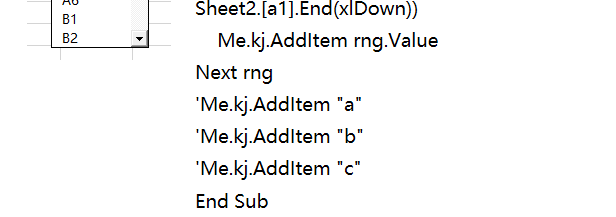 A6
B1
B2
Sheet2.[a1].End(xlDown))
Me.kj.AddItem rng.Value
Next rng
'Me.kj.AddItem "a"
'Me.kj.AddItem "b"
'Me.kj.AddItem "c"
End Sub